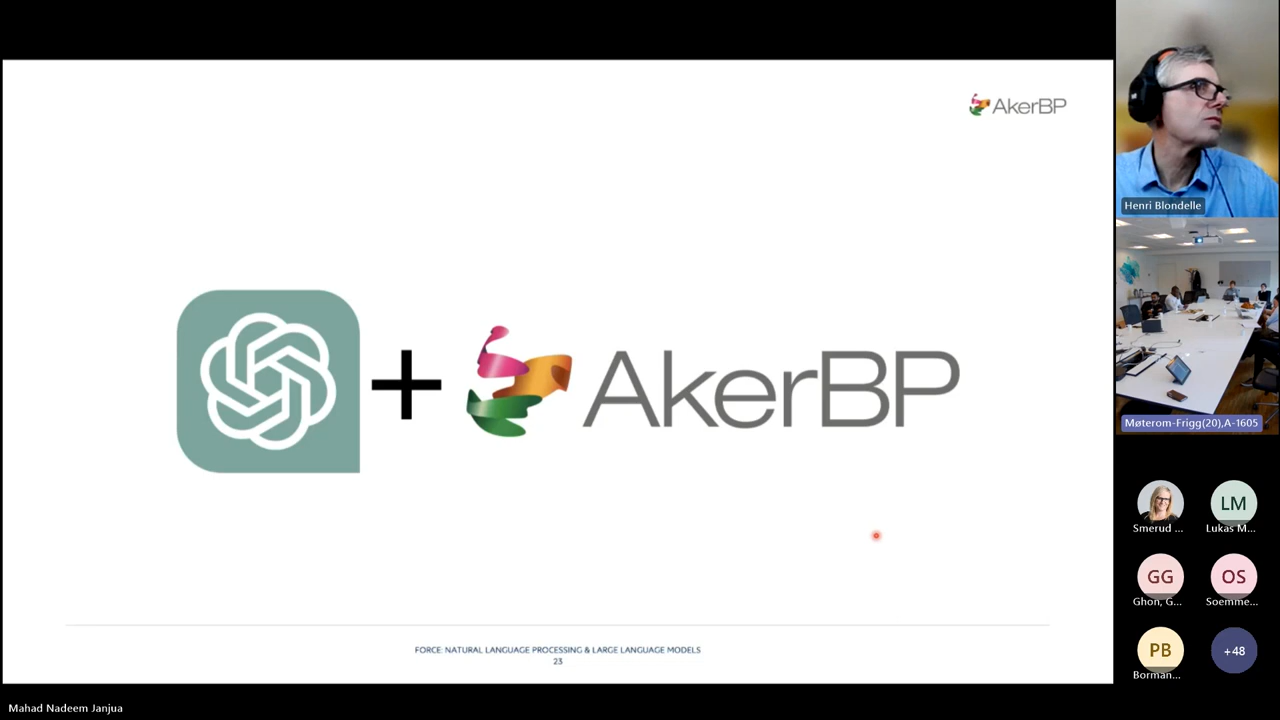 AkerBP
AkerBP
FORCE: NATURAL LANGUAGE PROCESSING & LARGE LANGUAGE MODELS
23
Henri Blondelle
Møterom-Frigg(20),A-1605
Smerud ...
LM
Lukas M...
GG
Ghon, G...
OS
Soemme...
PB
Borman...
+48
Mahad Nadeem Janjua